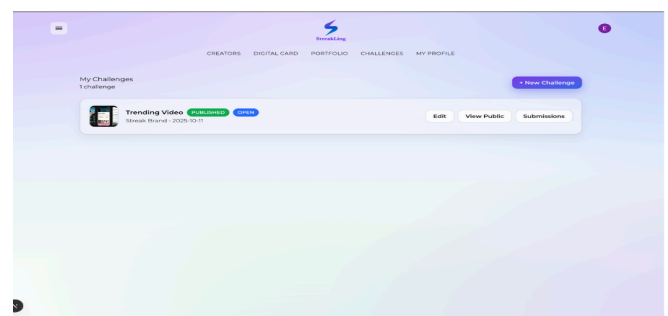 StreakLing
E
CREATORS DIGITAL CARD PORTFOLIO CHALLENGES MY PROFILE
My Challenges
1 challenge
+ New Challenge
Trending Video PUBLISHED OPEN
Streak Brand • 2025-10-11
Edit View Public Submissions